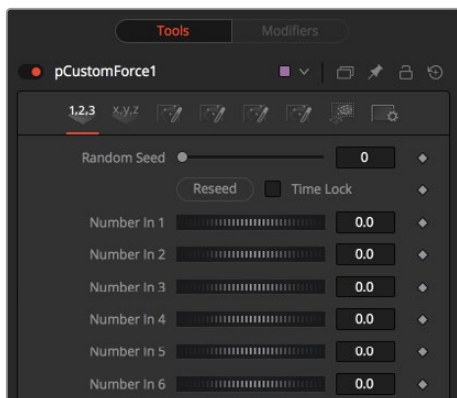 Tools Modifiers
pCustomForce1
1,2,3 x,y,z
Random Seed 0
Reseed Time Lock
Number In 1 0.0
Number In 2 0.0
Number In 3 0.0
Number In 4 0.0
Number In 5 0.0
Number In 6 0.0